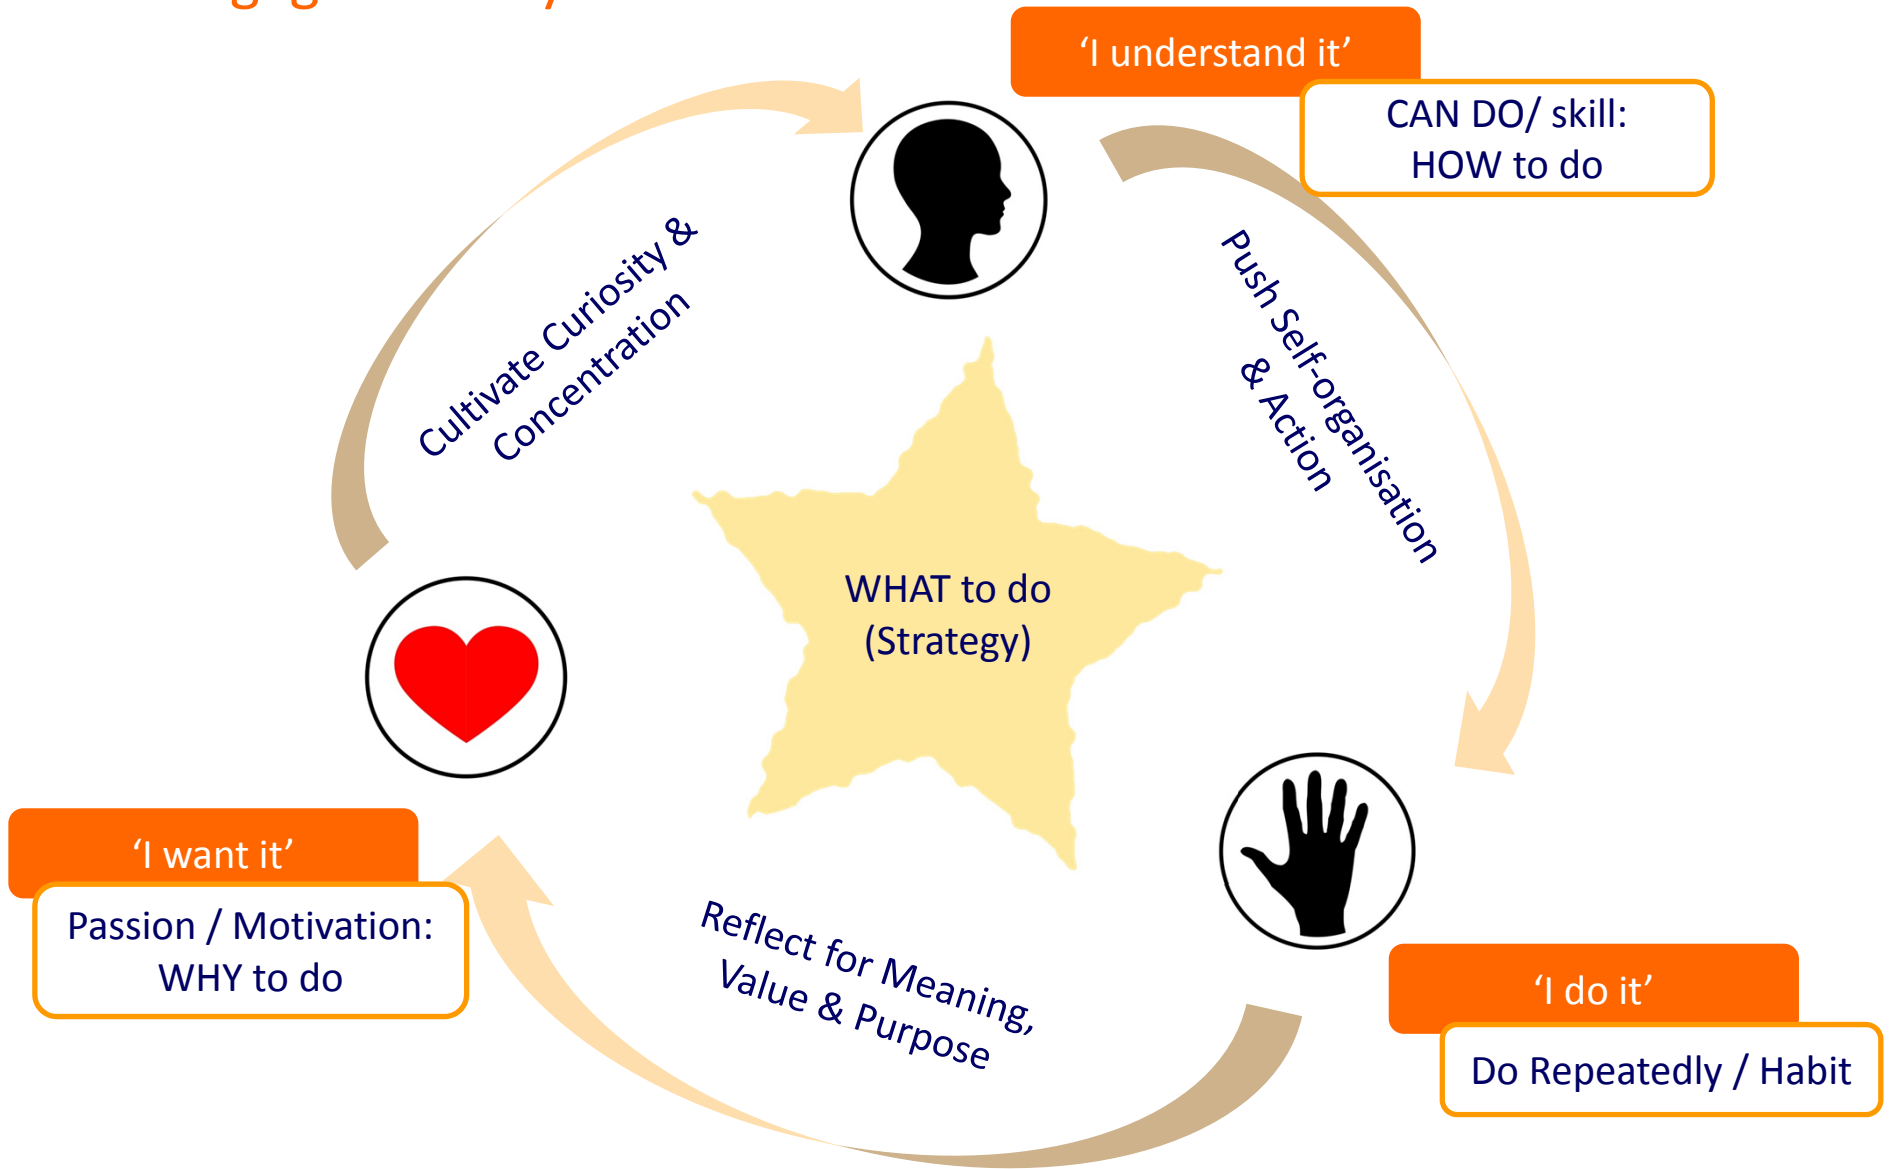 ‘I understand it’
CAN DO/ skill:
HOW to do
Cultivate Curiosity &
Concentration
Push Self-organisation
& Action
WHAT to do
(Strategy)
‘I want it’
Passion / Motivation:
WHY to do
Reflect for Meaning,
Value & Purpose
‘I do it’
Do Repeatedly / Habit